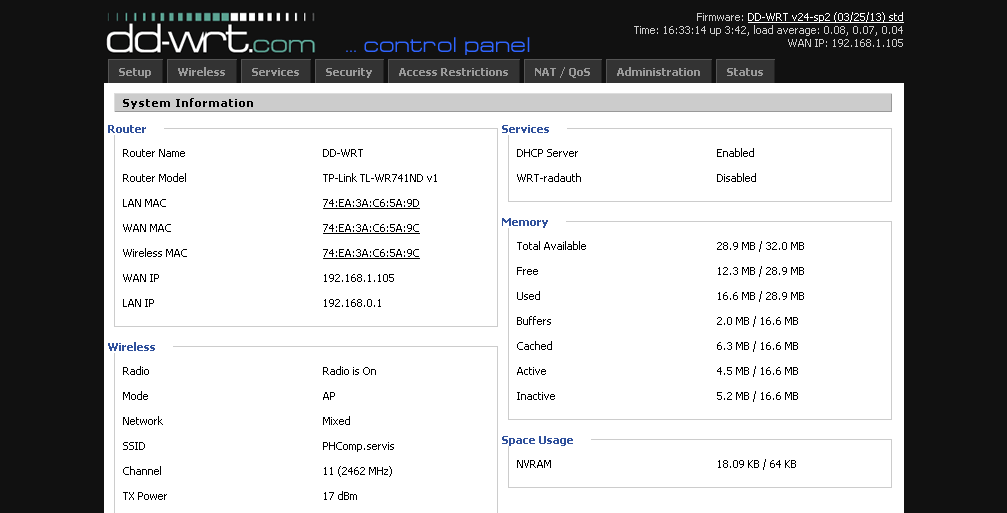 dd-wrt.com ... control panel
Firmware: DD-WRT v24-sp2 (03/25/13) std
Time: 16:33:14 up 3:42, load average: 0.08, 0.07, 0.04
WAN IP: 192.168.1.105
Setup Wireless Services Security Access Restrictions NAT / QoS Administration Status
System Information
Router
Router Name DD-WRT
Router Model TP-Link TL-WR741ND v1
LAN MAC 74:EA:3A:C6:5A:9D
WAN MAC 74:EA:3A:C6:5A:9C
Wireless MAC 74:EA:3A:C6:5A:9C
WAN IP 192.168.1.105
LAN IP 192.168.0.1
Wireless
Radio Radio is On
Mode AP
Network Mixed
SSID PHComp.servis
Channel 11 (2462 MHz)
TX Power 17 dBm
Services
DHCP Server Enabled
WRT-radauth Disabled
Memory
Total Available 28.9 MB / 32.0 MB
Free 12.3 MB / 28.9 MB
Used 16.6 MB / 28.9 MB
Buffers 2.0 MB / 16.6 MB
Cached 6.3 MB / 16.6 MB
Active 4.5 MB / 16.6 MB
Inactive 5.2 MB / 16.6 MB
Space Usage
NVRAM 18.09 KB / 64 KB